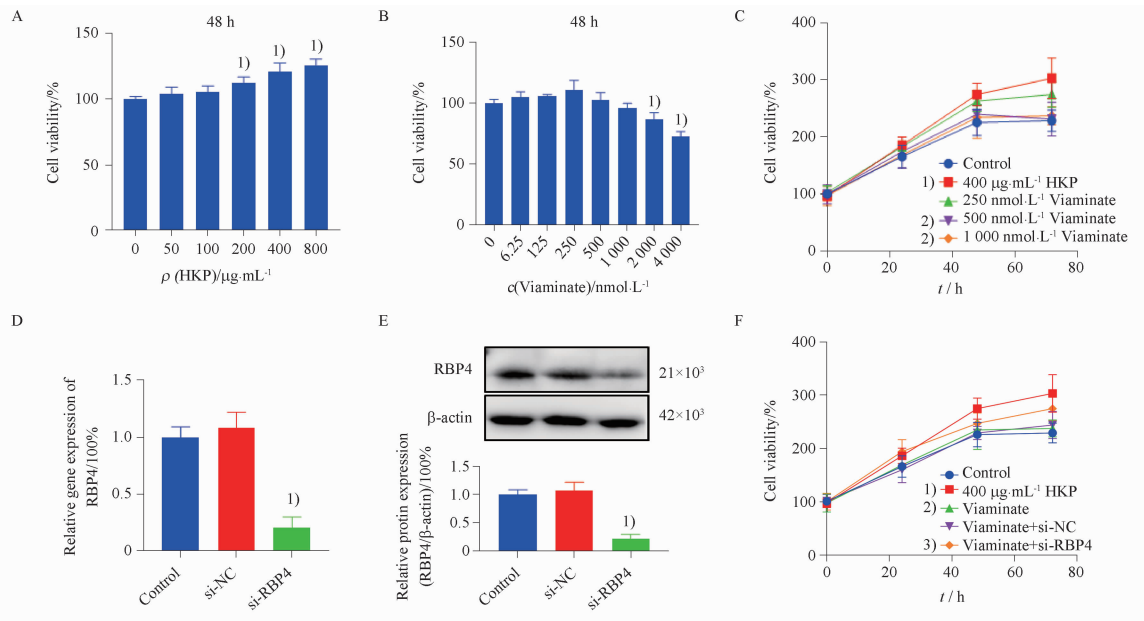 A
48 h
150
100
50
0
Cell viability/%
1)
1)
1)
0
50
100
200
400
800
ρ (HKP)/μg·mL⁻¹
B
48 h
150
100
50
0
Cell viability/%
1)
1)
0
6.25
125
250
500
1 000
2 000
4 000
c(Viaminate)/nmol·L⁻¹
C
400
300
200
100
0
Cell viability/%
Control
1) 400 μg·mL⁻¹ HKP
250 nmol·L⁻¹ Viaminate
2) 500 nmol·L⁻¹ Viaminate
2) 1 000 nmol·L⁻¹ Viaminate
0
20
40
60
80
t / h
D
1.5
1.0
0.5
0
Relative gene expression of
RBP4/100%
1)
Control
si-NC
si-RBP4
E
RBP4
21×10³
β-actin
42×10³
1.5
1.0
0.5
0
Relative protin expression
(RBP4/β-actin)/100%
1)
Control
si-NC
si-RBP4
F
400
300
200
100
0
Cell viability/%
Control
1) 400 μg·mL⁻¹ HKP
2) Viaminate
Viaminate+si-NC
3) Viaminate+si-RBP4
0
20
40
60
80
t / h